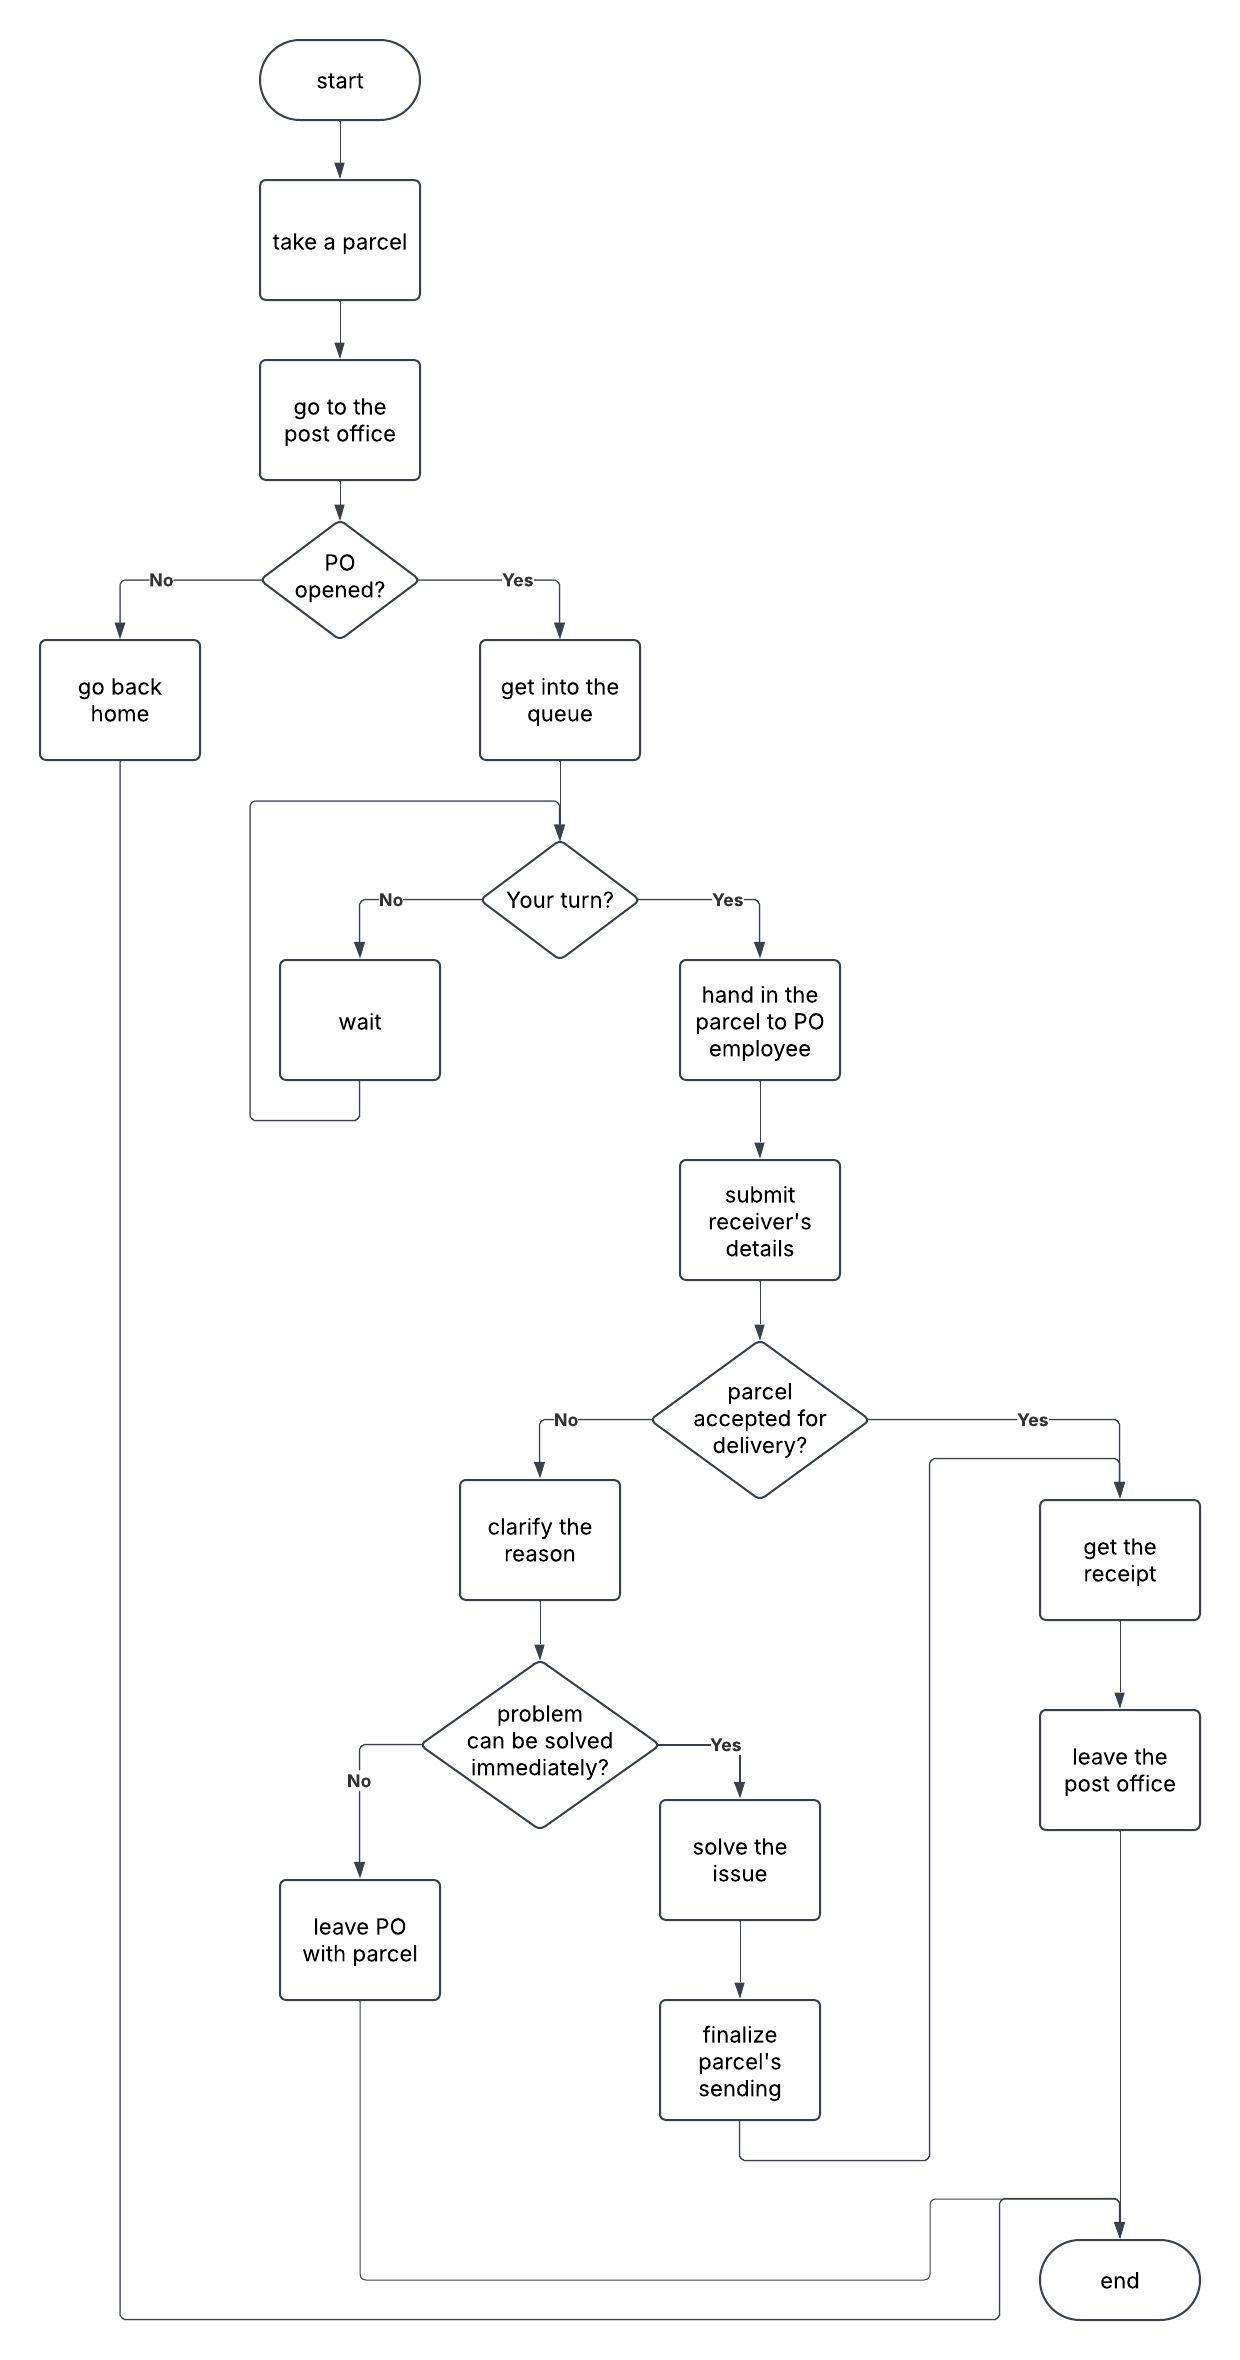 start
take a parcel
go to the
post office
PO
opened?
No
Yes
go back
home
get into the
queue
Your turn?
No
Yes
wait
hand in the
parcel to PO
employee
submit
receiver's
details
parcel
accepted for
delivery?
No
Yes
clarify the
reason
get the
receipt
problem
can be solved
immediately?
No
Yes
leave the
post office
solve the
issue
leave PO
with parcel
finalize
parcel's
sending
end